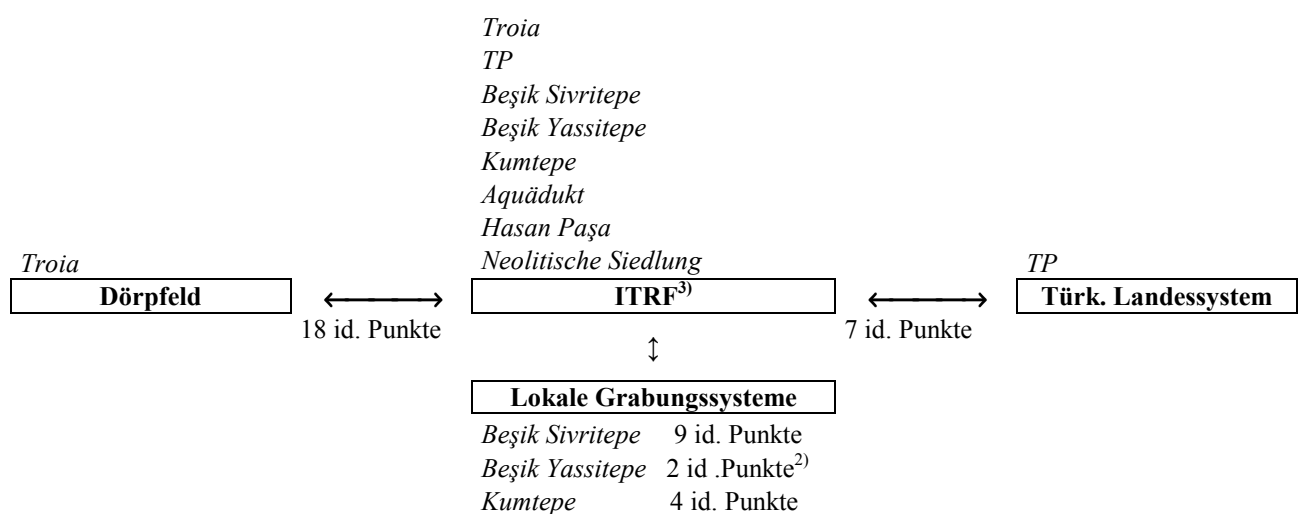 Troia
TP
Beşik Sivritepe
Beşik Yassitepe
Kumtepe
Aquädukt
Hasan Paşa
Troia Neolitische Siedlung TP
Dörpfeld ITRF3) Türk. Landessystem
18 id. Punkte 7 id. Punkte
Lokale Grabungssysteme
Beşik Sivritepe 9 id. Punkte
Beşik Yassitepe 2 id .Punkte2)
Kumtepe 4 id. Punkte